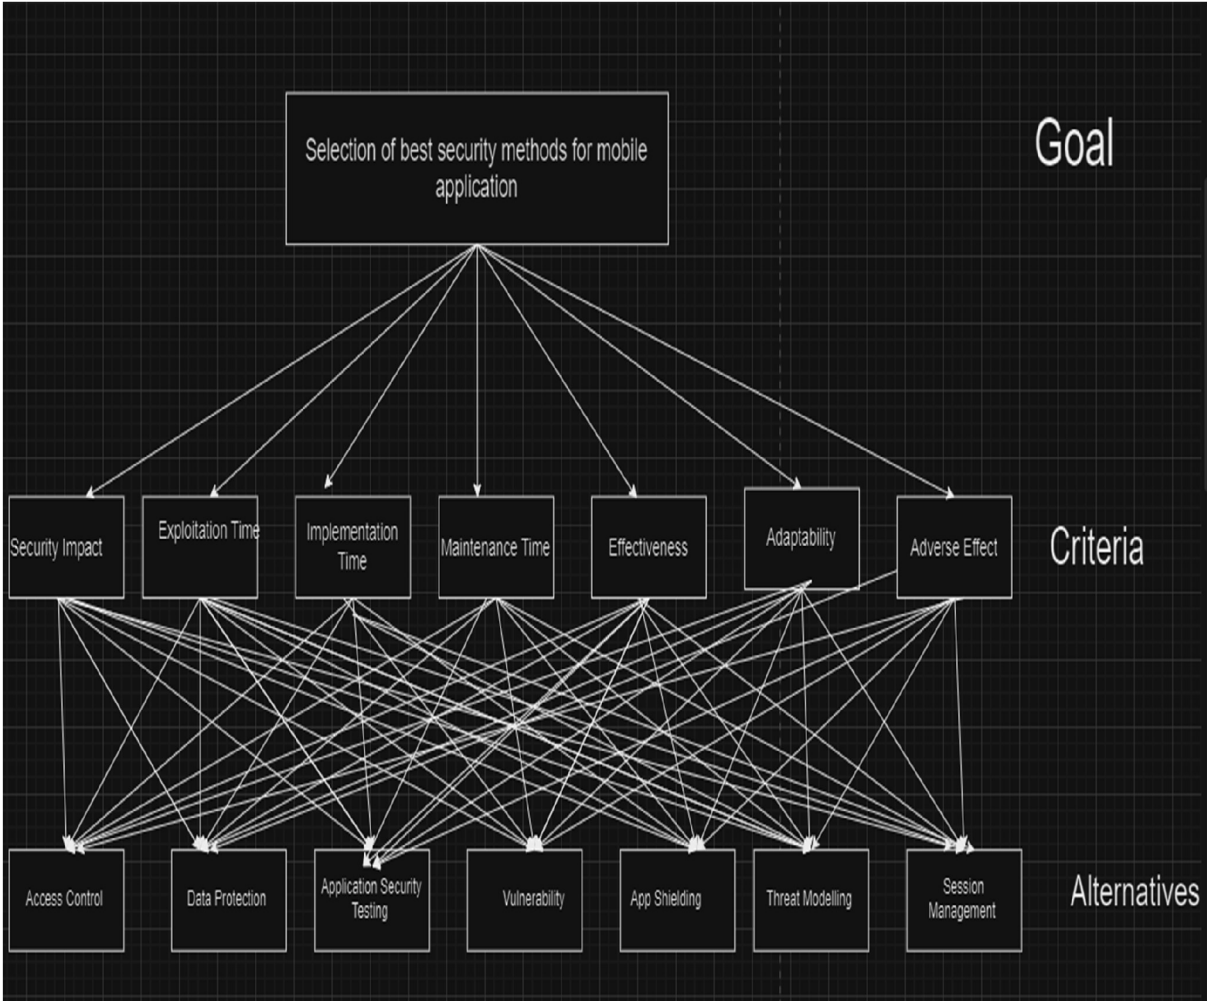 Selection of best security methods for mobile
application
Goal
Security Impact
Exploitation Time
Implementation
Time
Maintenance Time
Effectiveness
Adaptability
Adverse Effect
Criteria
Access Control
Data Protection
Application Security
Testing
Vulnerability
App Shielding
Threat Modelling
Session
Management
Alternatives